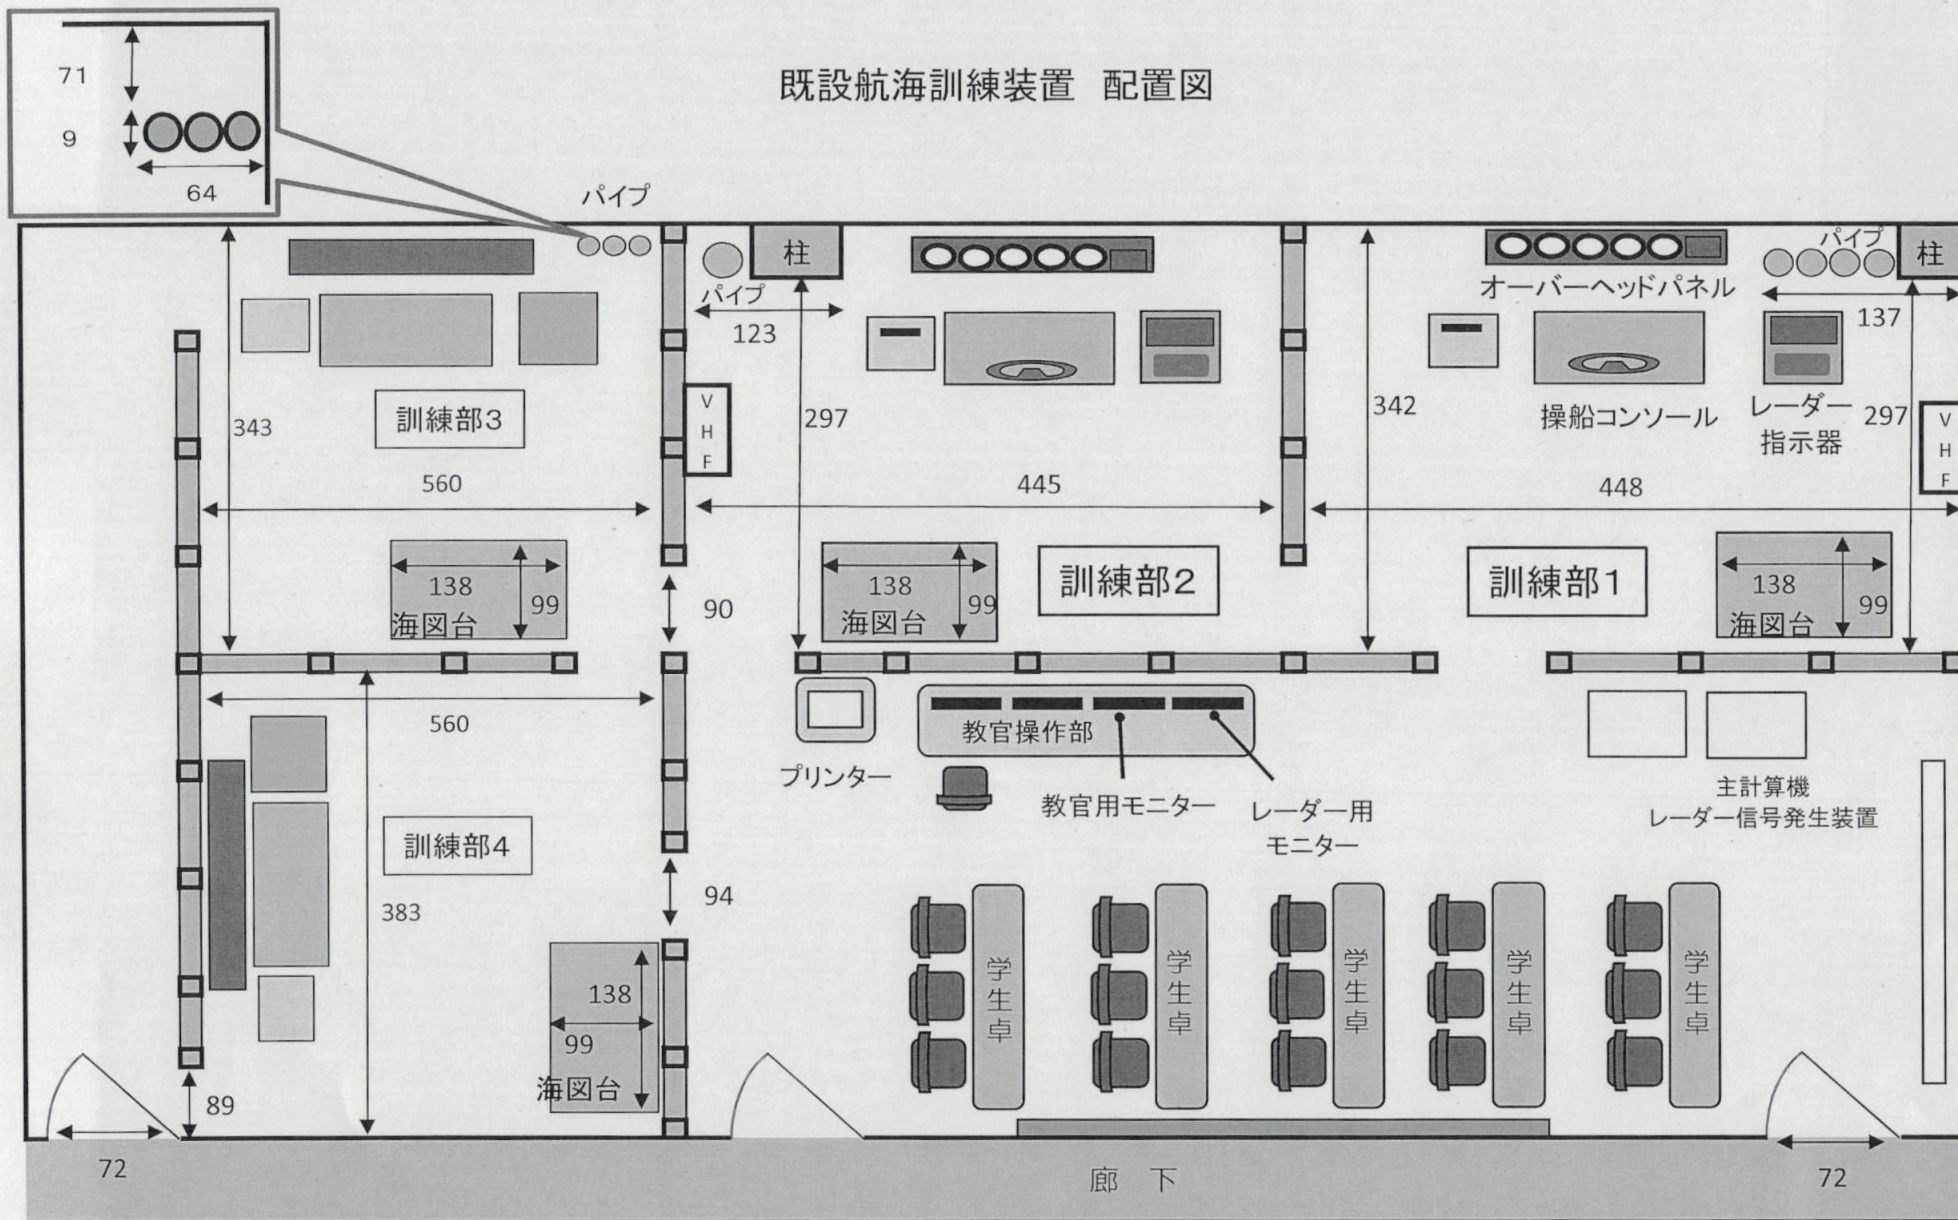 既設航海訓練装置 配置図
71
9
64
パイプ
柱
パイプ
123
297
パイプ
柱
オーバーヘッドパネル
137
343
訓練部3
V
H
F
342
操船コンソール
レーダー
指示器
297
V
H
F
560
445
448
138
99
海図台
90
138
99
海図台
訓練部2
訓練部1
138
99
海図台
560
プリンター
教官操作部
教官用モニター
レーダー用
モニター
主計算機
レーダー信号発生装置
訓練部4
383
94
138
99
海図台
学生卓
学生卓
学生卓
学生卓
学生卓
89
72
廊 下
72